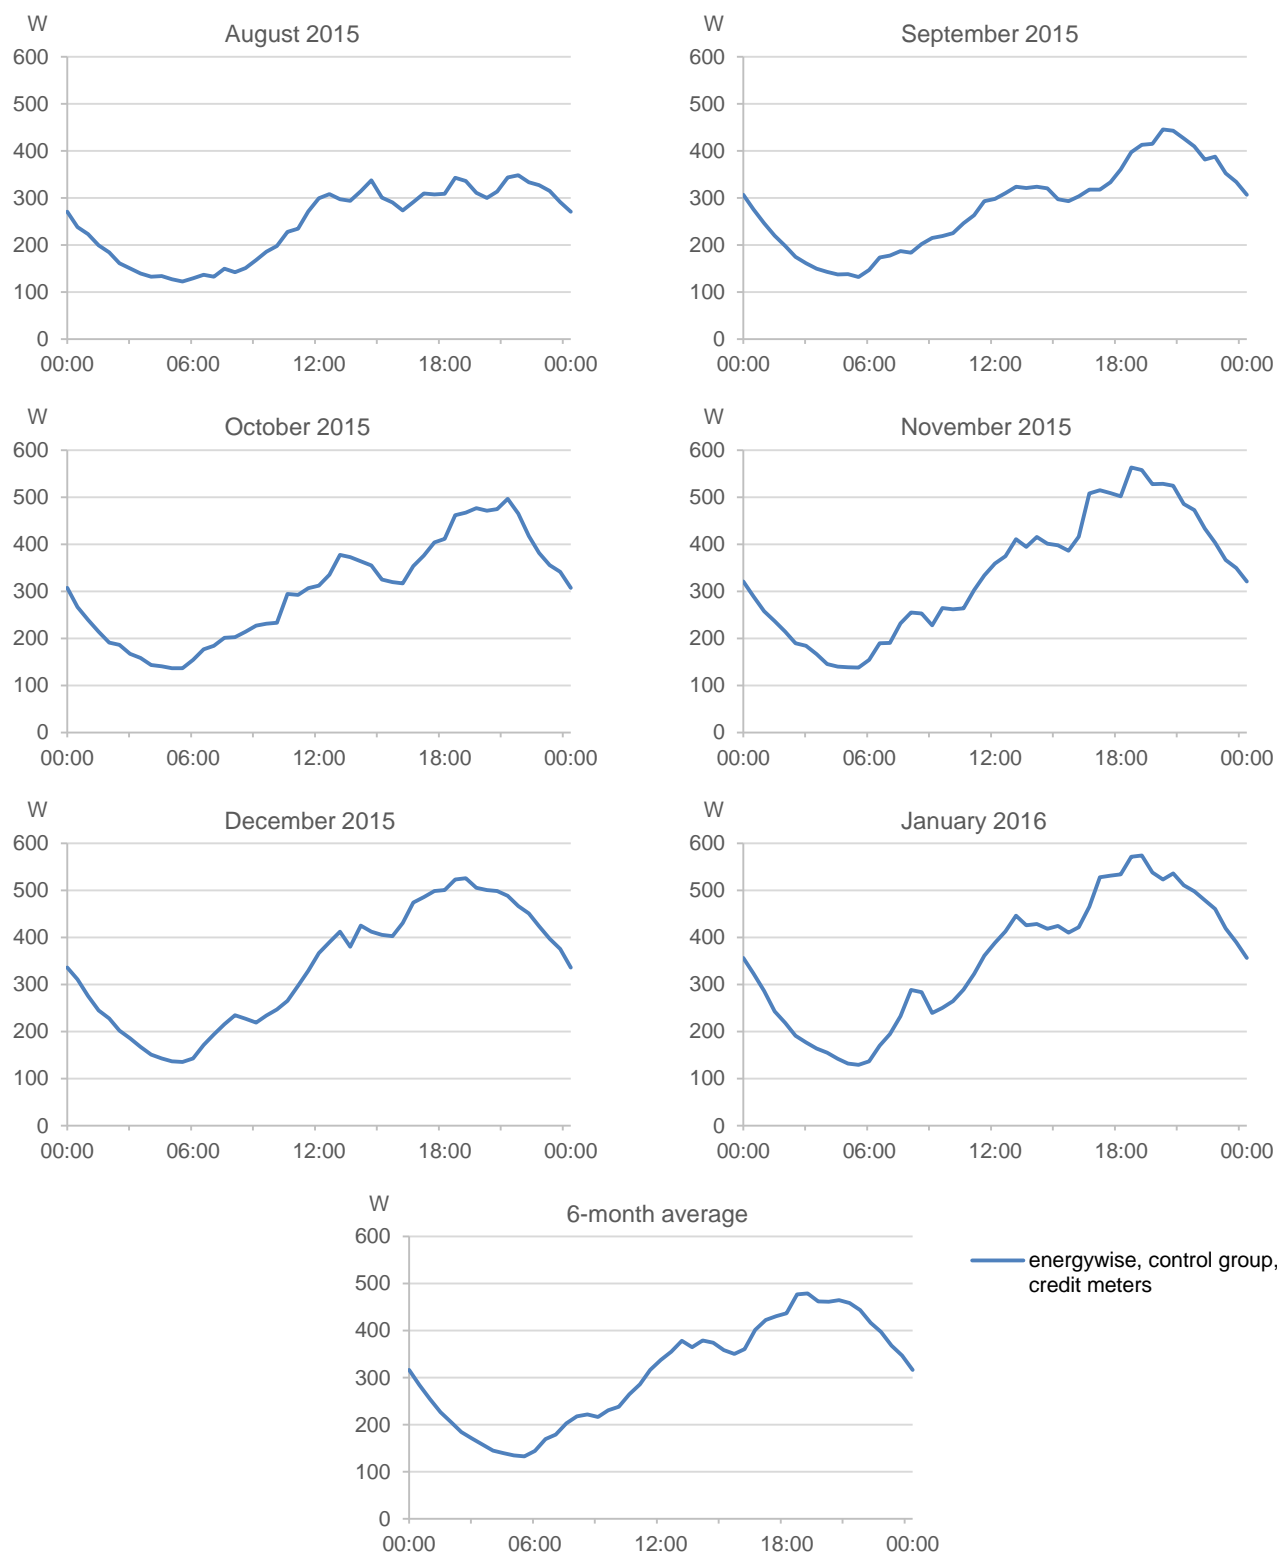 W
August 2015
600
500
400
300
200
100
0
00:00 06:00 12:00 18:00 00:00
W
September 2015
600
500
400
300
200
100
0
00:00 06:00 12:00 18:00 00:00
W
October 2015
600
500
400
300
200
100
0
00:00 06:00 12:00 18:00 00:00
W
November 2015
600
500
400
300
200
100
0
00:00 06:00 12:00 18:00 00:00
W
December 2015
600
500
400
300
200
100
0
00:00 06:00 12:00 18:00 00:00
W
January 2016
600
500
400
300
200
100
0
00:00 06:00 12:00 18:00 00:00
W
6-month average
600
500
400
300
200
100
0
00:00 06:00 12:00 18:00 00:00
energywise, control group,
credit meters